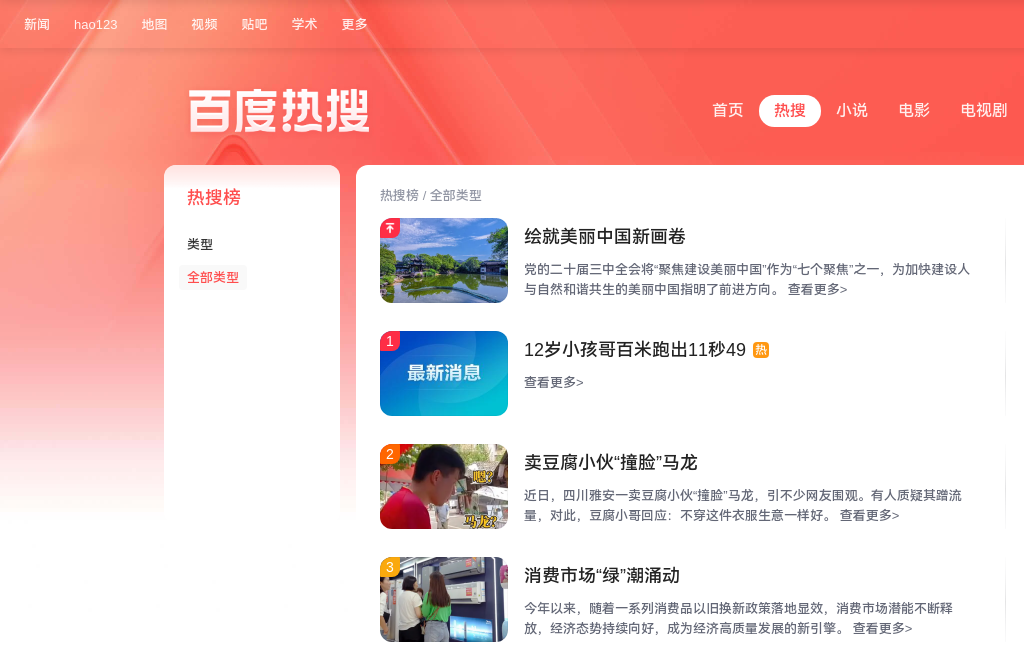 新闻 hao123 地图 视频 贴吧 学术 更多
百度热搜
首页 热搜 小说 电影 电视剧
热搜榜
类型
全部类型
热搜榜 / 全部类型
绘就美丽中国新画卷
党的二十届三中全会将“聚焦建设美丽中国”作为“七个聚焦”之一，为加快建设人
与自然和谐共生的美丽中国指明了前进方向。 查看更多>
1
最新消息
12岁小孩哥百米跑出11秒49 热
查看更多>
2
吧?
马龙?
卖豆腐小伙“撞脸”马龙
近日，四川雅安一卖豆腐小伙“撞脸”马龙，引不少网友围观。有人质疑其蹭流
量，对此，豆腐小哥回应：不穿这件衣服生意一样好。 查看更多>
3
消费市场“绿”潮涌动
今年以来，随着一系列消费品以旧换新政策落地显效，消费市场潜能不断释
放，经济态势持续向好，成为经济高质量发展的新引擎。 查看更多>